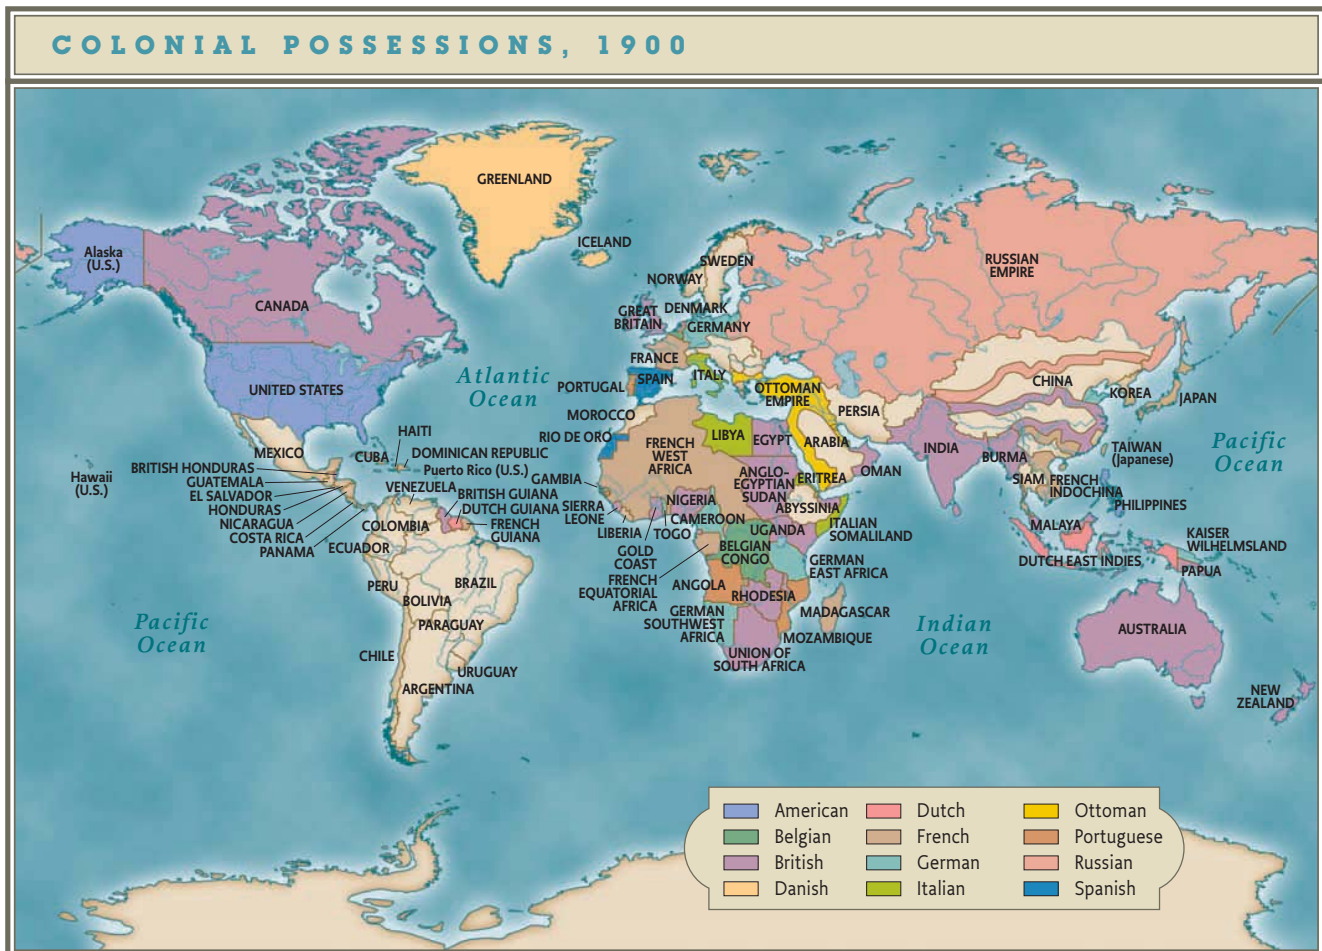 COLONIAL POSSESSIONS, 1900
GREENLAND
ICELAND
Alaska
(U.S.)
CANADA
UNITED STATES
Atlantic
Ocean
MEXICO
CUBA
HAITI
DOMINICAN REPUBLIC
Puerto Rico (U.S.)
Hawaii
(U.S.)
BRITISH HONDURAS
GUATEMALA
EL SALVADOR
HONDURAS
NICARAGUA
COSTA RICA
PANAMA
VENEZUELA
BRITISH GUIANA
DUTCH GUIANA
FRENCH
GUIANA
COLOMBIA
ECUADOR
PERU
BRAZIL
BOLIVIA
PARAGUAY
CHILE
URUGUAY
ARGENTINA
Pacific
Ocean
SWEDEN
NORWAY
DENMARK
GREAT
BRITAIN
GERMANY
FRANCE
PORTUGAL
SPAIN
ITALY
OTTOMAN
EMPIRE
RUSSIAN
EMPIRE
PERSIA
CHINA
KOREA
JAPAN
MOROCCO
RIO DE ORO
FRENCH
WEST
AFRICA
LIBYA
EGYPT
ARABIA
OMAN
INDIA
BURMA
TAIWAN
(Japanese)
Pacific
Ocean
GAMBIA
SIERRA
LEONE
LIBERIA
GOLD
COAST
TOGO
NIGERIA
CAMEROON
ANGLO-
EGYPTIAN
SUDAN
ERITREA
ABYSSINIA
ITALIAN
SOMALILAND
UGANDA
BELGIAN
CONGO
FRENCH
EQUATORIAL
AFRICA
GERMAN
EAST AFRICA
ANGOLA
RHODESIA
GERMAN
SOUTHWEST
AFRICA
MADAGASCAR
MOZAMBIQUE
UNION OF
SOUTH AFRICA
Indian
Ocean
SIAM
FRENCH
INDOCHINA
PHILIPPINES
MALAYA
DUTCH EAST INDIES
KAISER
WILHELMSLAND
PAPUA
AUSTRALIA
NEW
ZEALAND
American
Belgian
British
Danish
Dutch
French
German
Italian
Ottoman
Portuguese
Russian
Spanish